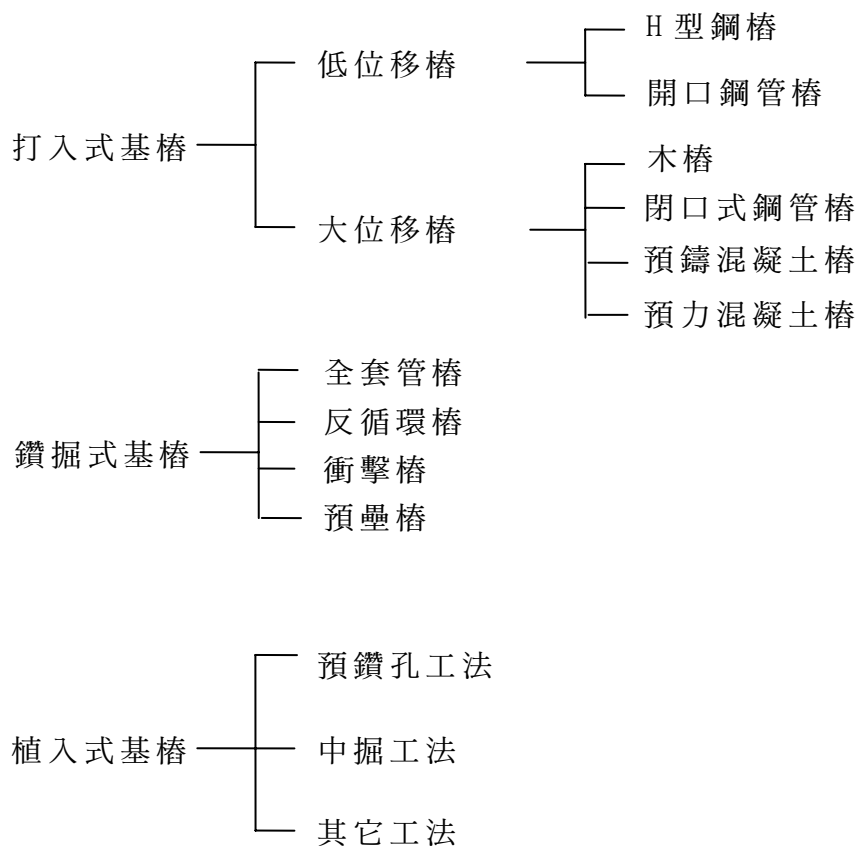 打入式基樁
低位移樁
H 型鋼樁
開口鋼管樁
大位移樁
木樁
閉口式鋼管樁
預鑄混凝土樁
預力混凝土樁
鑽掘式基樁
全套管樁
反循環樁
衝擊樁
預壘樁
植入式基樁
預鑽孔工法
中掘工法
其它工法